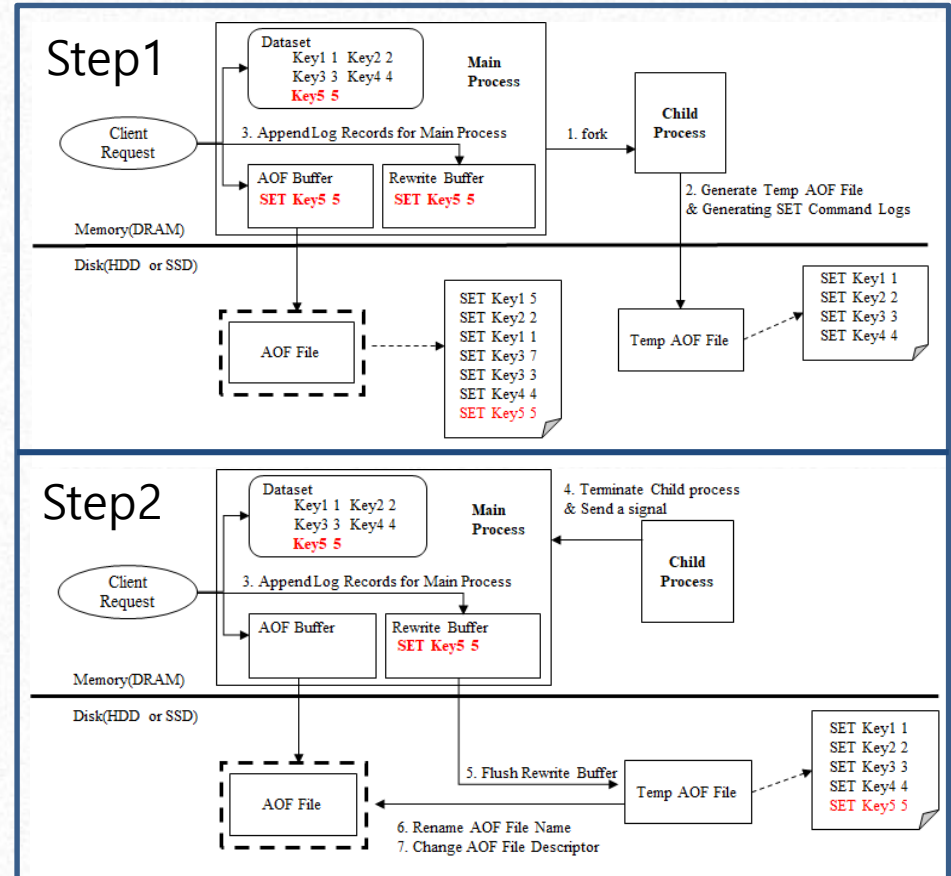 Step1
Dataset
Key1 1 Key2 2
Key3 3 Key4 4
Key5 5
Main
Process
Client
Request
3. Append Log Records for Main Process
1. fork
Child
Process
AOF Buffer
SET Key5 5
Rewrite Buffer
SET Key5 5
2. Generate Temp AOF File
& Generating SET Command Logs
Memory(DRAM)
Disk(HDD or SSD)
AOF File
SET Key1 5
SET Key2 2
SET Key1 1
SET Key3 7
SET Key3 3
SET Key4 4
SET Key5 5
Temp AOF File
SET Key1 1
SET Key2 2
SET Key3 3
SET Key4 4
Step2
Dataset
Key1 1 Key2 2
Key3 3 Key4 4
Key5 5
Main
Process
4. Terminate Child process
& Send a signal
Child
Process
Client
Request
3. Append Log Records for Main Process
AOF Buffer
Rewrite Buffer
SET Key5 5
Memory(DRAM)
Disk(HDD or SSD)
AOF File
5. Flush Rewrite Buffer
Temp AOF File
SET Key1 1
SET Key2 2
SET Key3 3
SET Key4 4
SET Key5 5
6. Rename AOF File Name
7. Change AOF File Descriptor